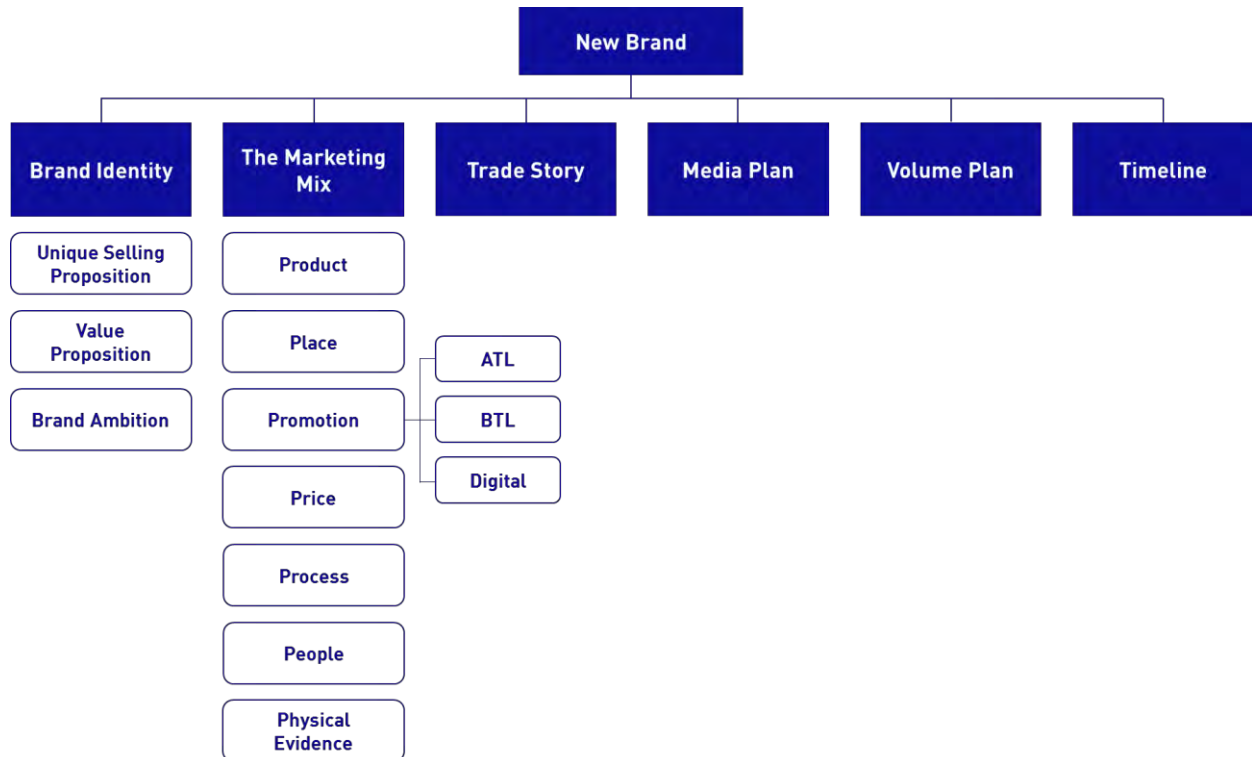 New Brand
Brand Identity
The Marketing
Mix
Trade Story
Media Plan
Volume Plan
Timeline
Unique Selling
Proposition
Value
Proposition
Brand Ambition
Product
Place
Promotion
Price
Process
People
Physical
Evidence
ATL
BTL
Digital